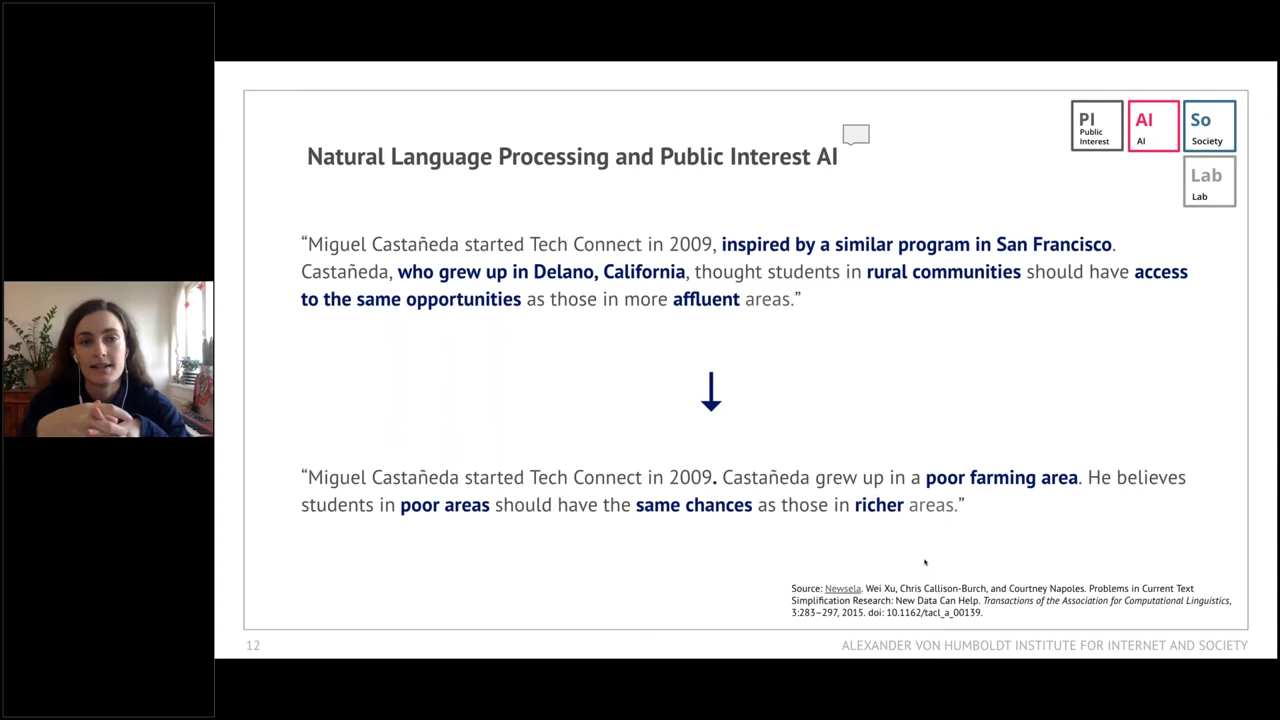 Natural Language Processing and Public Interest AI
PI
Public
Interest
AI
AI
So
Society
Lab
Lab
“Miguel Castañeda started Tech Connect in 2009, inspired by a similar program in San Francisco.
Castañeda, who grew up in Delano, California, thought students in rural communities should have access
to the same opportunities as those in more affluent areas.”
“Miguel Castañeda started Tech Connect in 2009. Castañeda grew up in a poor farming area. He believes
students in poor areas should have the same chances as those in richer areas.”
Source: Newsela. Wei Xu, Chris Callison-Burch, and Courtney Napoles. Problems in Current Text
Simplification Research: New Data Can Help. Transactions of the Association for Computational Linguistics,
3:283–297, 2015. doi: 10.1162/tacl_a_00139.
12
ALEXANDER VON HUMBOLDT INSTITUTE FOR INTERNET AND SOCIETY